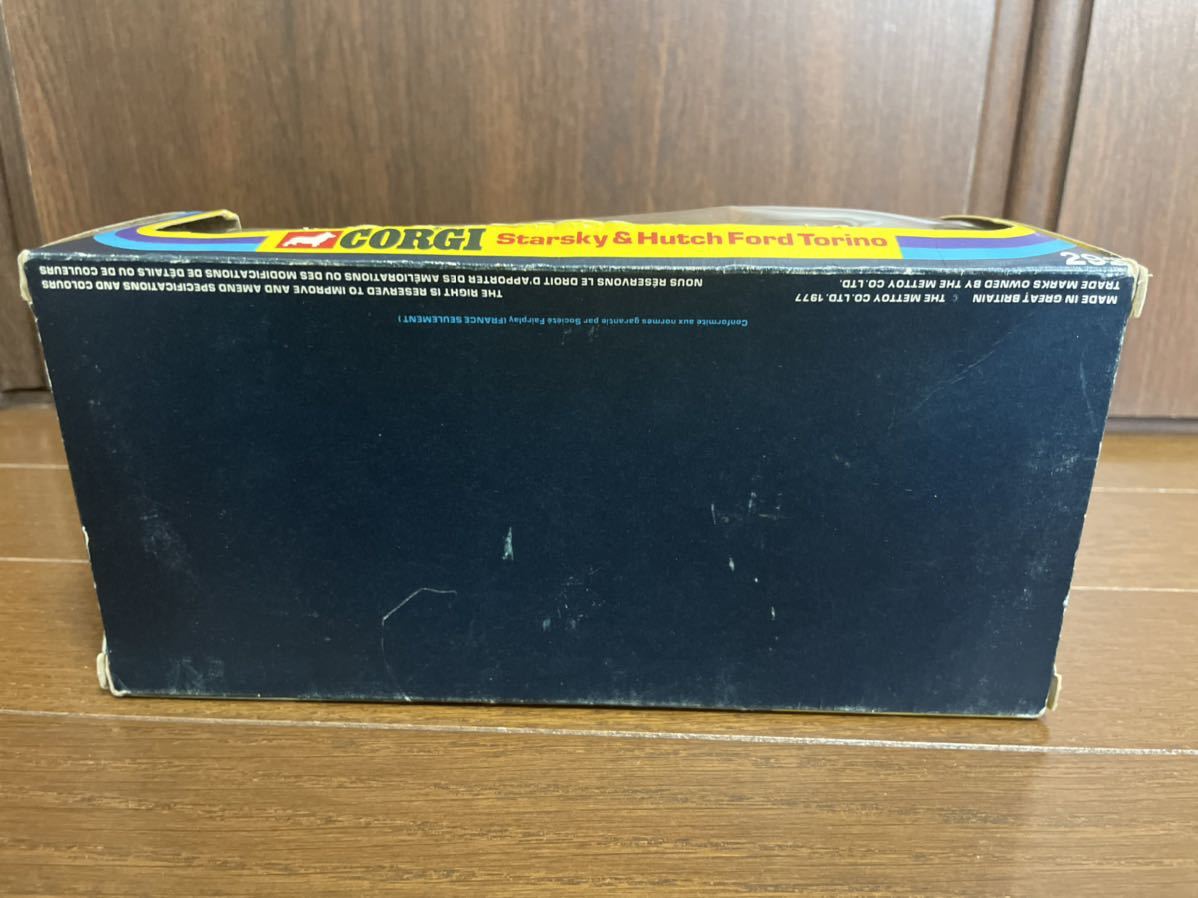 CORGI Starsky & Hutch Ford Torino
MADE IN GREAT BRITAIN © THE METTOY CO.LTD. 1977
TRADE MARKS OWNED BY THE METTOY CO.LTD.
THE RIGHT IS RESERVED TO IMPROVE AND AMEND SPECIFICATIONS AND COLOURS
NOUS RÉSERVONS LE DROIT D'APPORTER DES AMÉLIORATIONS OU DES MODIFICATIONS DE DÉTAILS OU DE COULEURS
Conformité aux normes garantie par Société Fairplay (FRANCE SEULEMENT)